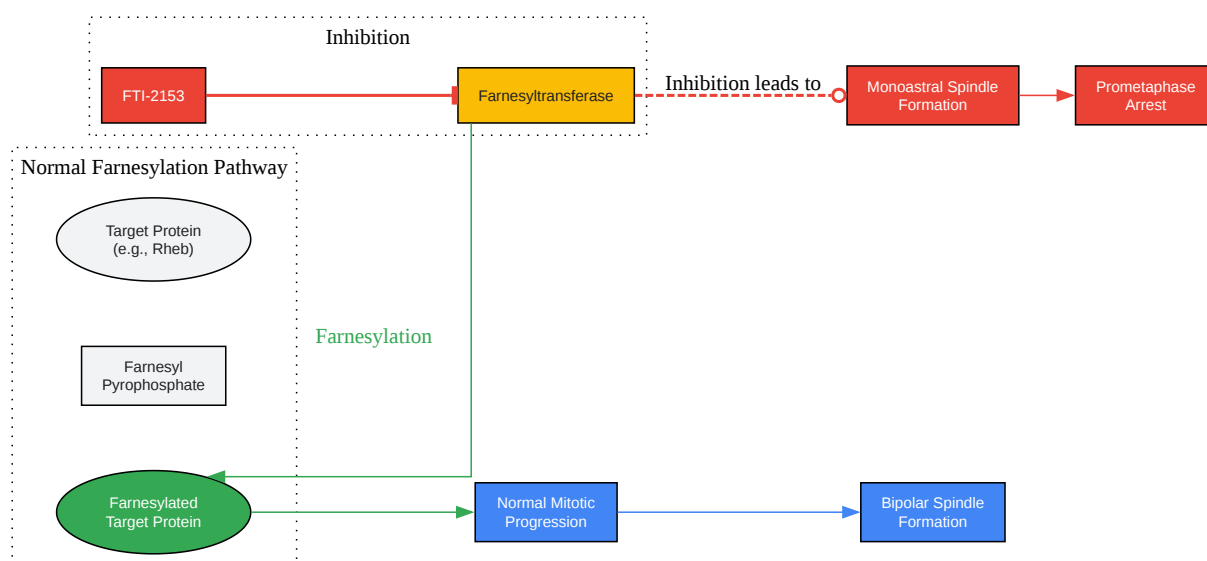 Inhibition
FTI-2153
Farnesyltransferase
Inhibition leads to
Monoastral Spindle
Formation
Prometaphase
Arrest
Normal Farnesylation Pathway
Target Protein
(e.g., Rheb)
Farnesylation
Farnesyl
Pyrophosphate
Farnesylated
Target Protein
Normal Mitotic
Progression
Bipolar Spindle
Formation